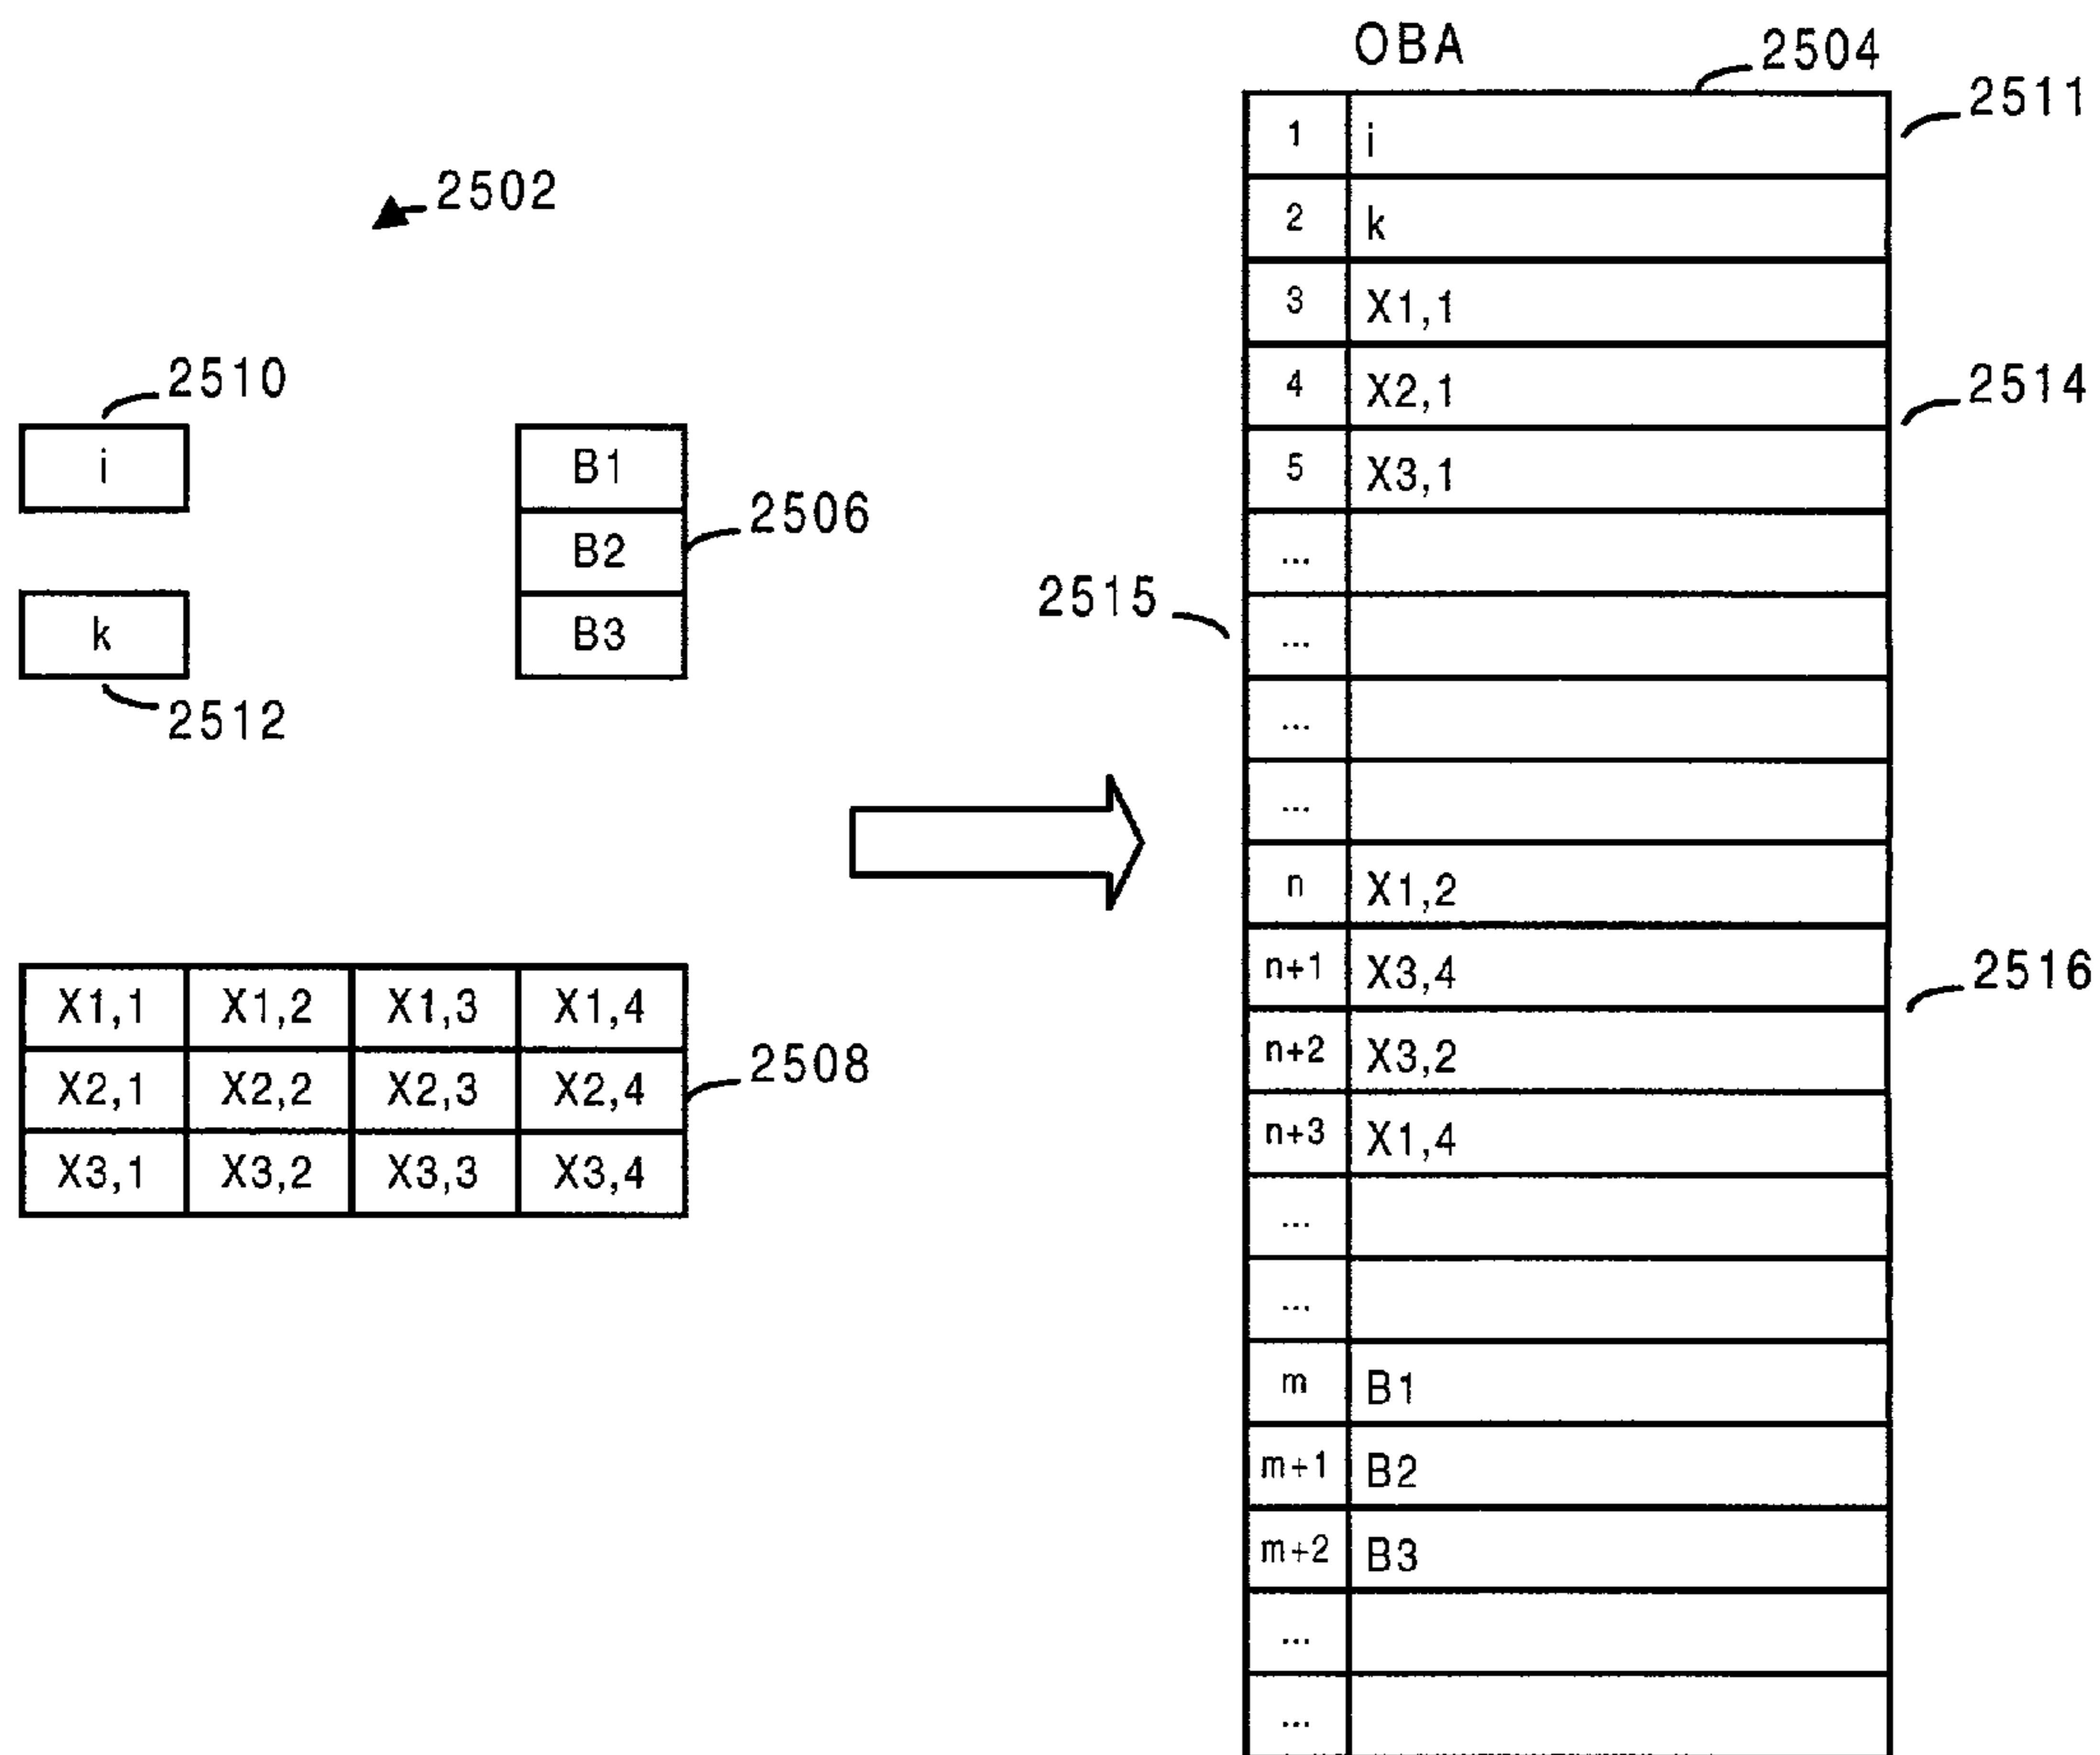 2502
2510
i
k
2512
B1
B2
B3
2506
X1,1 X1,2 X1,3 X1,4
X2,1 X2,2 X2,3 X2,4
X3,1 X3,2 X3,3 X3,4
2508
OBA
2504
2511
2514
2515
2516
1 i
2 k
3 X1,1
4 X2,1
5 X3,1
...
...
...
...
n X1,2
n+1 X3,4
n+2 X3,2
n+3 X1,4
...
...
m B1
m+1 B2
m+2 B3
...
...